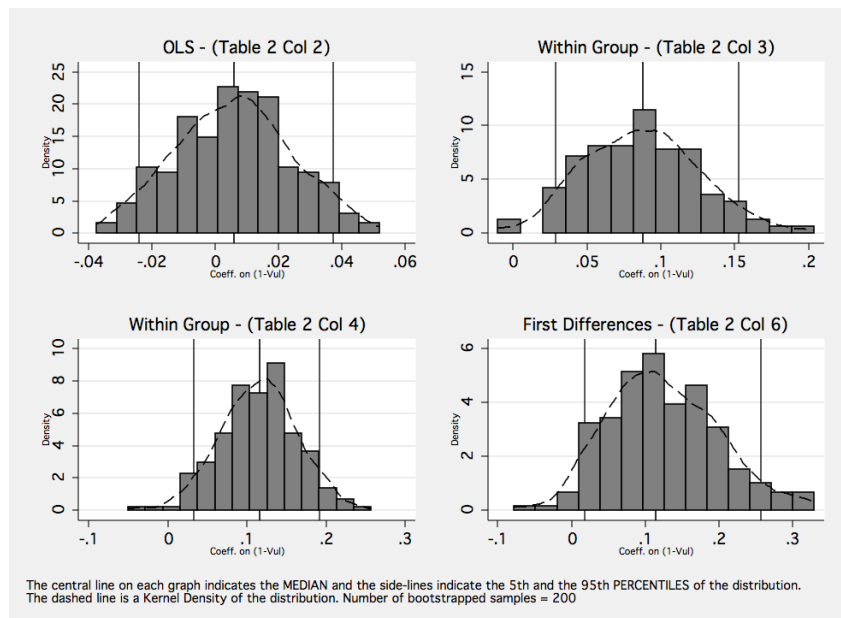 OLS - (Table 2 Col 2)
Density
0 5 10 15 20 25
-.04 -.02 0 .02 .04 .06
Coeff. on (1-Vul)
Within Group - (Table 2 Col 3)
Density
0 5 10 15
0 .05 .1 .15 .2
Coeff. on (1-Vul)
Within Group - (Table 2 Col 4)
Density
0 2 4 6 8 10
-.1 0 .1 .2 .3
Coeff. on (1-Vul)
First Differences - (Table 2 Col 6)
Density
0 2 4 6
-.1 0 .1 .2 .3
Coeff. on (1-Vul)
The central line on each graph indicates the MEDIAN and the side-lines indicate the 5th and the 95th PERCENTILES of the distribution.
The dashed line is a Kernel Density of the distribution. Number of bootstrapped samples = 200